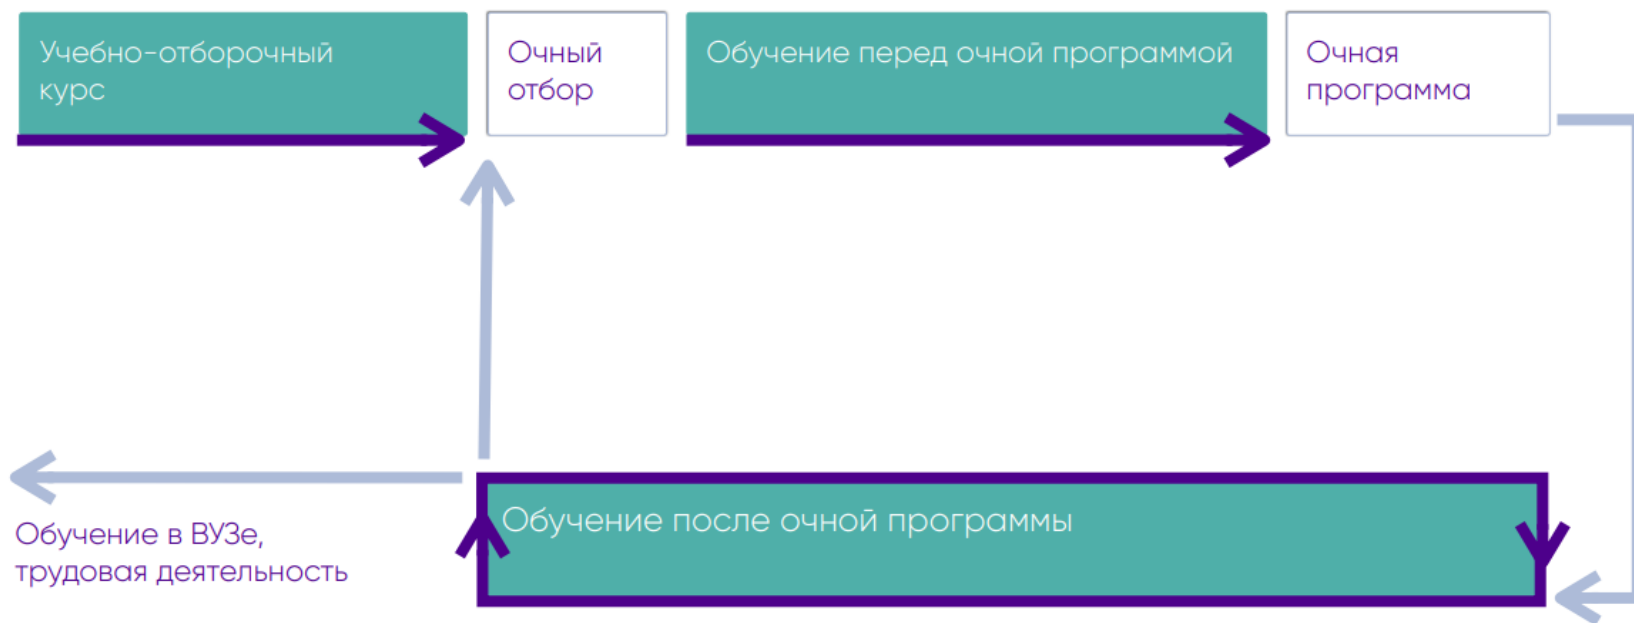 Учебно-отборочный
курс
Очный
отбор
Обучение перед очной программой
Очная
программа
Обучение после очной программы
Обучение в ВУЗе,
трудовая деятельность